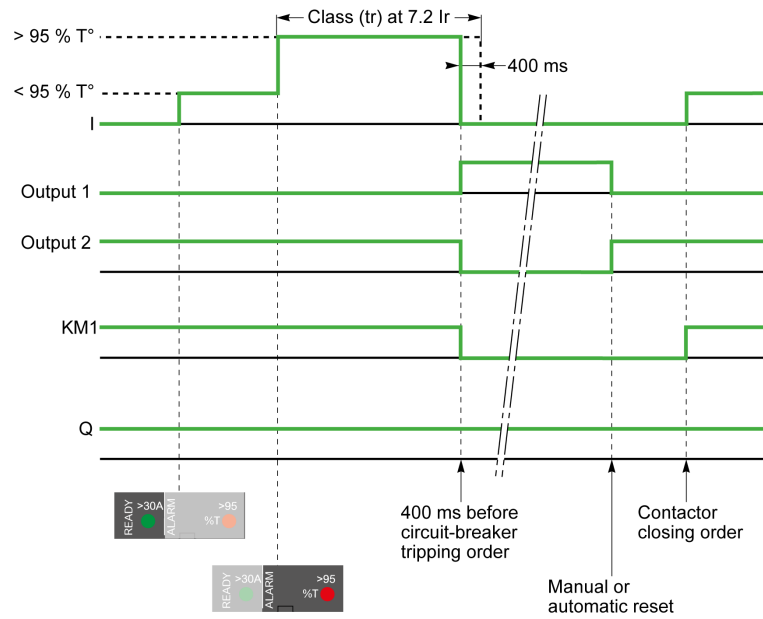 Class (tr) at 7.2 Ir
> 95 % T°
400 ms
< 95 % T°
I
Output 1
Output 2
KM1
Q
READY
>30A
ALARM
>95
%T
400 ms before
circuit-breaker
tripping order
Contactor
closing order
READY
>30A
ALARM
>95
%T
Manual or
automatic reset